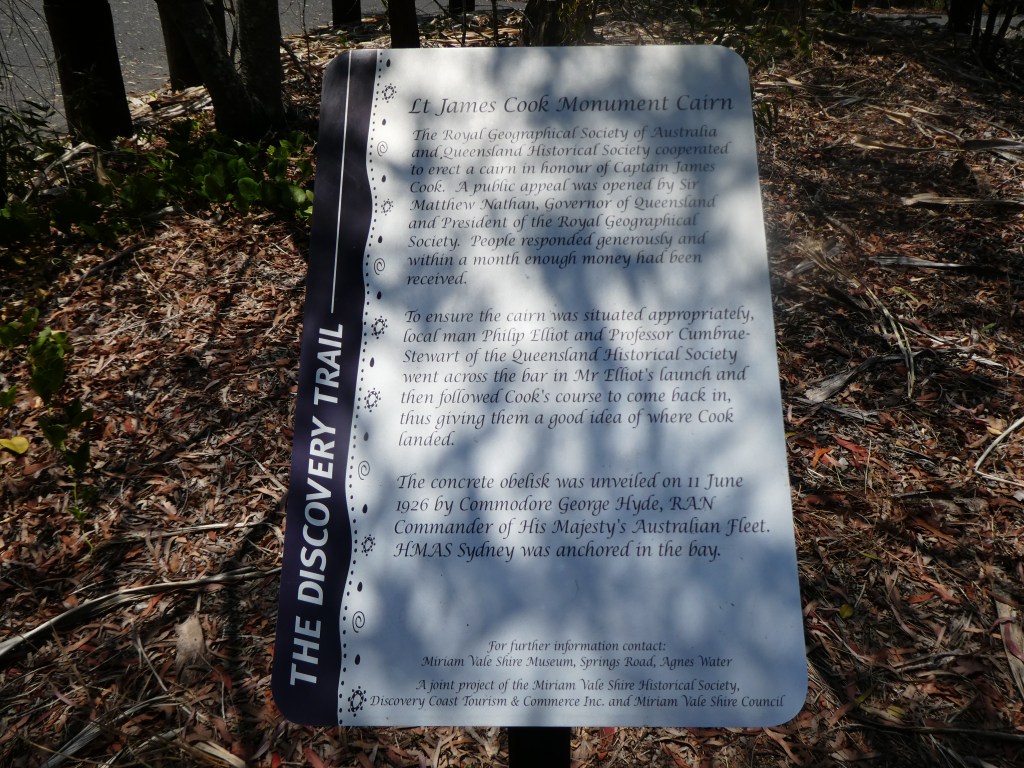 THE DISCOVERY TRAIL
Lt James Cook Monument Cairn
The Royal Geographical Society of Australia
and Queensland Historical Society cooperated
to erect a cairn in honour of Captain James
Cook. A public appeal was opened by Sir
Matthew Nathan, Governor of Queensland
and President of the Royal Geographical
Society. People responded generously and
within a month enough money had been
received.
To ensure the cairn was situated appropriately,
local man Philip Elliot and Professor Cumbrae-
Stewart of the Queensland Historical Society
went across the bar in Mr Elliot's launch and
then followed Cook's course to come back in,
thus giving them a good idea of where Cook
landed.
The concrete obelisk was unveiled on 11 June
1926 by Commodore George Hyde, RAN
Commander of His Majesty's Australian Fleet.
HMAS Sydney was anchored in the bay.
For further information contact:
Miriam Vale Shire Museum, Springs Road, Agnes Water
A joint project of the Miriam Vale Shire Historical Society,
Discovery Coast Tourism & Commerce Inc. and Miriam Vale Shire Council